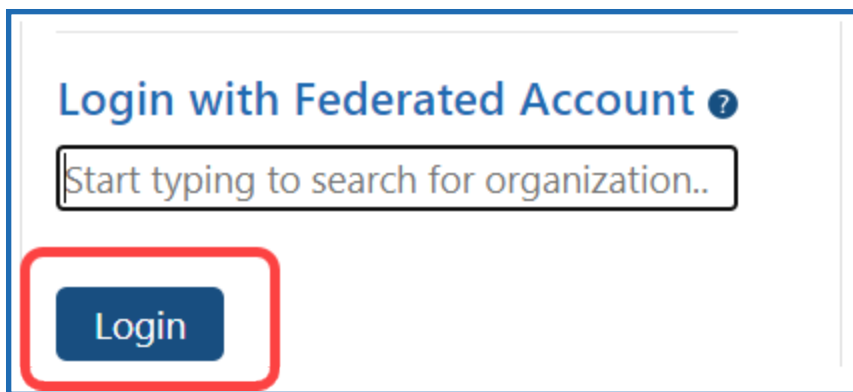 Login with Federated Account ?
Start typing to search for organization..
Login